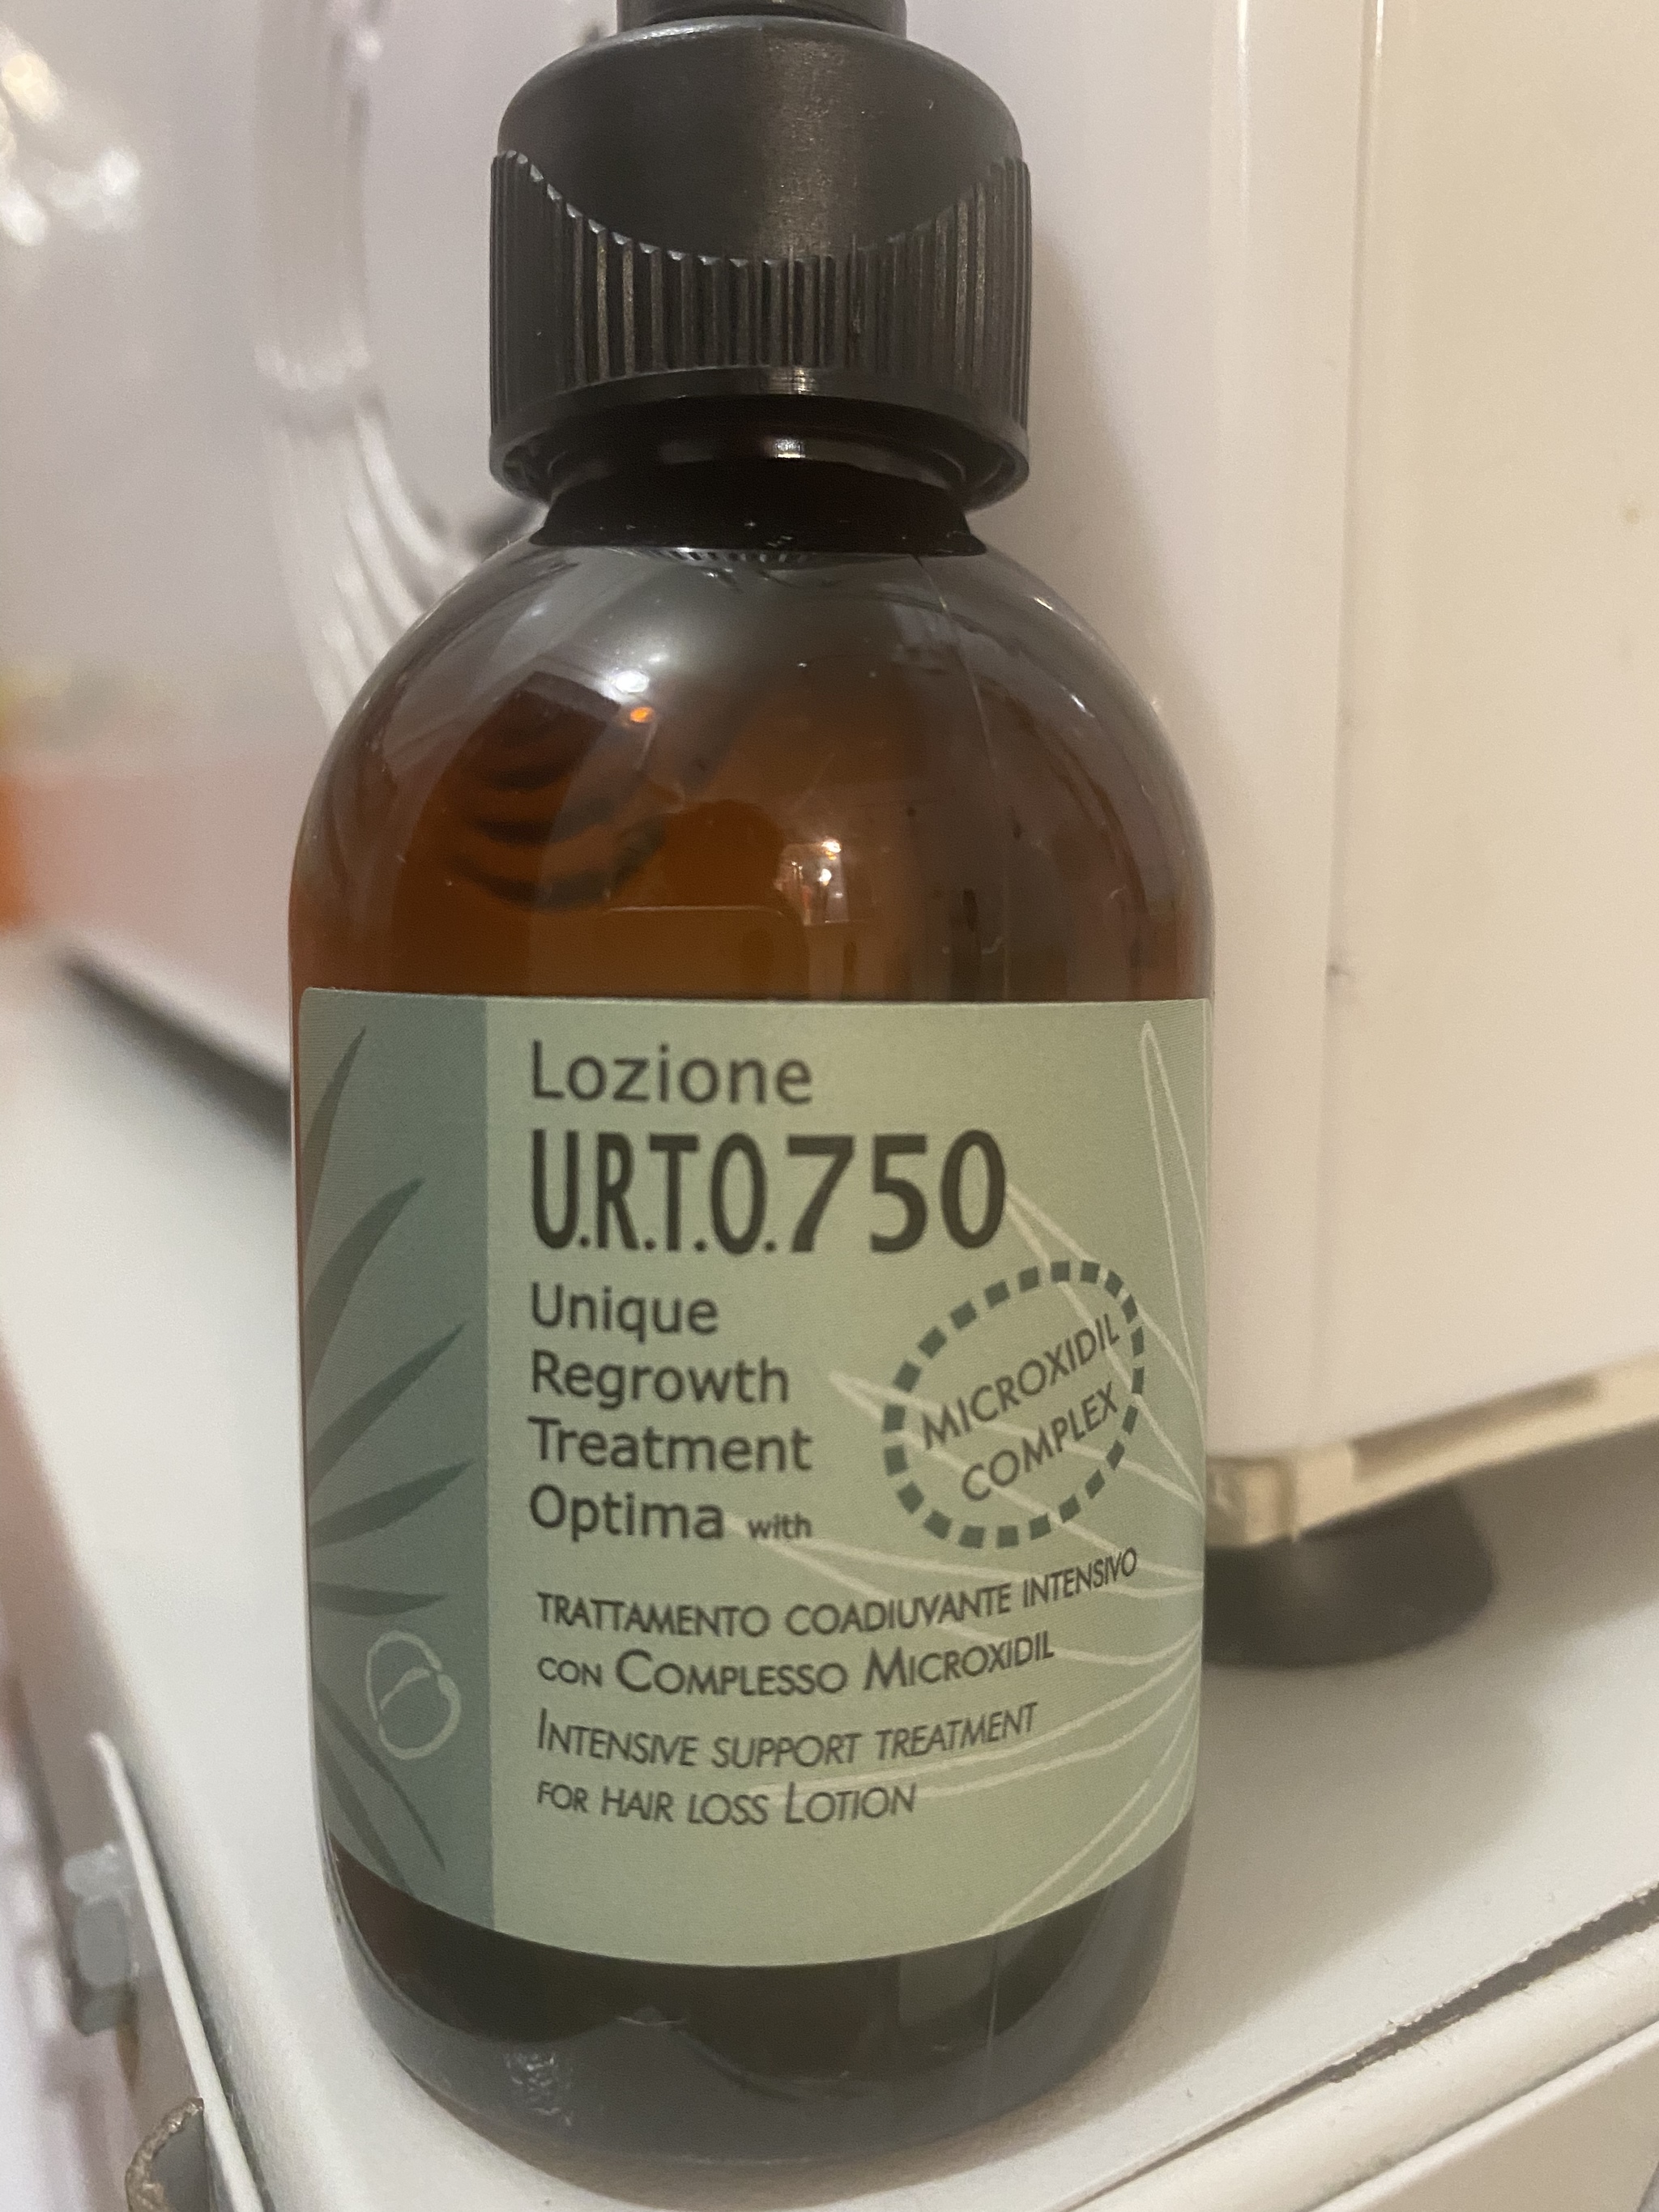 Lozione
U.R.T.O.750
Unique
Regrowth
Treatment
Optima with
MICROXIDIL
COMPLEX
TRATTAMENTO COADIUVANTE INTENSIVO
CON COMPLESSO MICROXIDIL
INTENSIVE SUPPORT TREATMENT
FOR HAIR LOSS LOTION